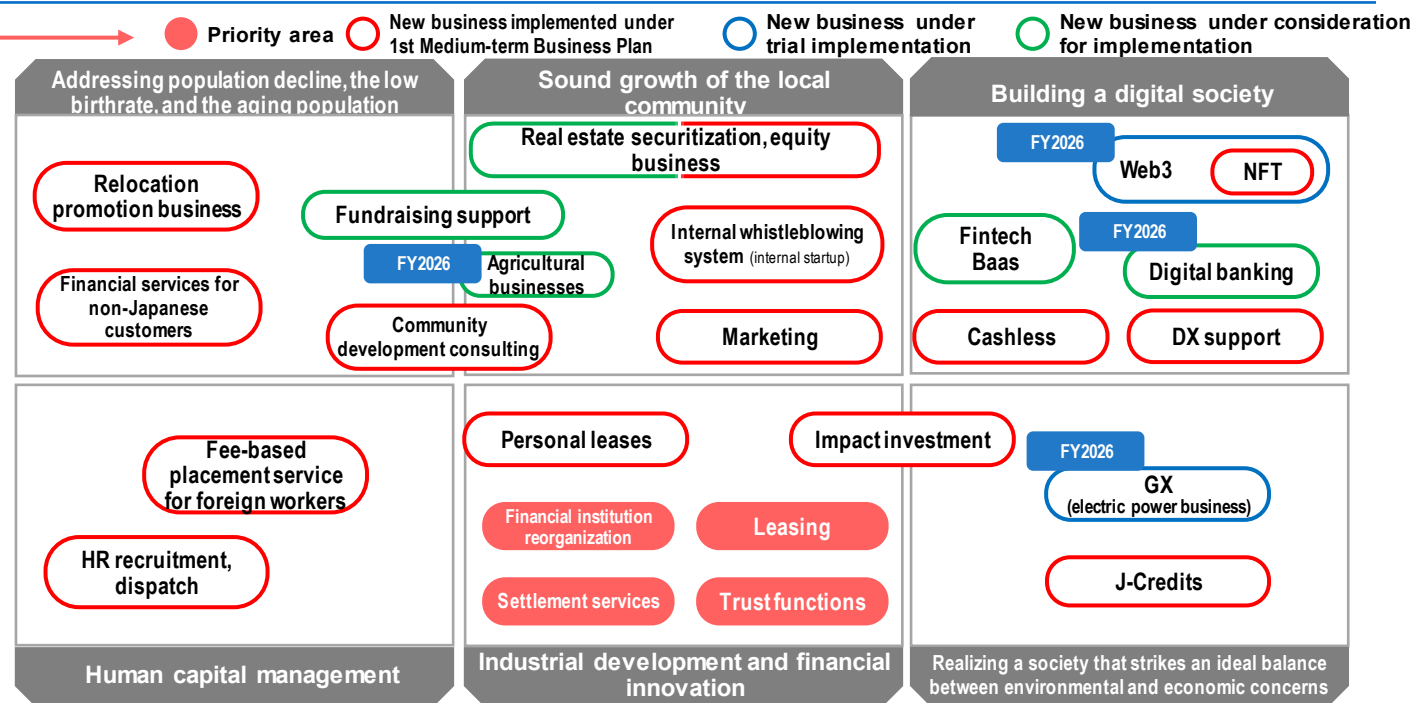 Priority area
New business implemented under
1st Medium-term Business Plan
New business under
trial implementation
New business under consideration
for implementation
Addressing population decline, the low
birthrate, and the aging population
Relocation
promotion business
Financial services for
non-Japanese
customers
Sound growth of the local
community
Real estate securitization, equity
business
Fundraising support
FY2026
Agricultural
businesses
Community
development consulting
Internal whistleblowing
system (internal startup)
Marketing
Building a digital society
FY2026
Web3
NFT
Fintech
Baas
FY2026
Digital banking
Cashless
DX support
Fee-based
placement service
for foreign workers
HR recruitment,
dispatch
Human capital management
Personal leases
Impact investment
Financial institution
reorganization
Leasing
Settlement services
Trust functions
Industrial development and financial
innovation
FY2026
GX
(electric power business)
J-Credits
Realizing a society that strikes an ideal balance
between environmental and economic concerns